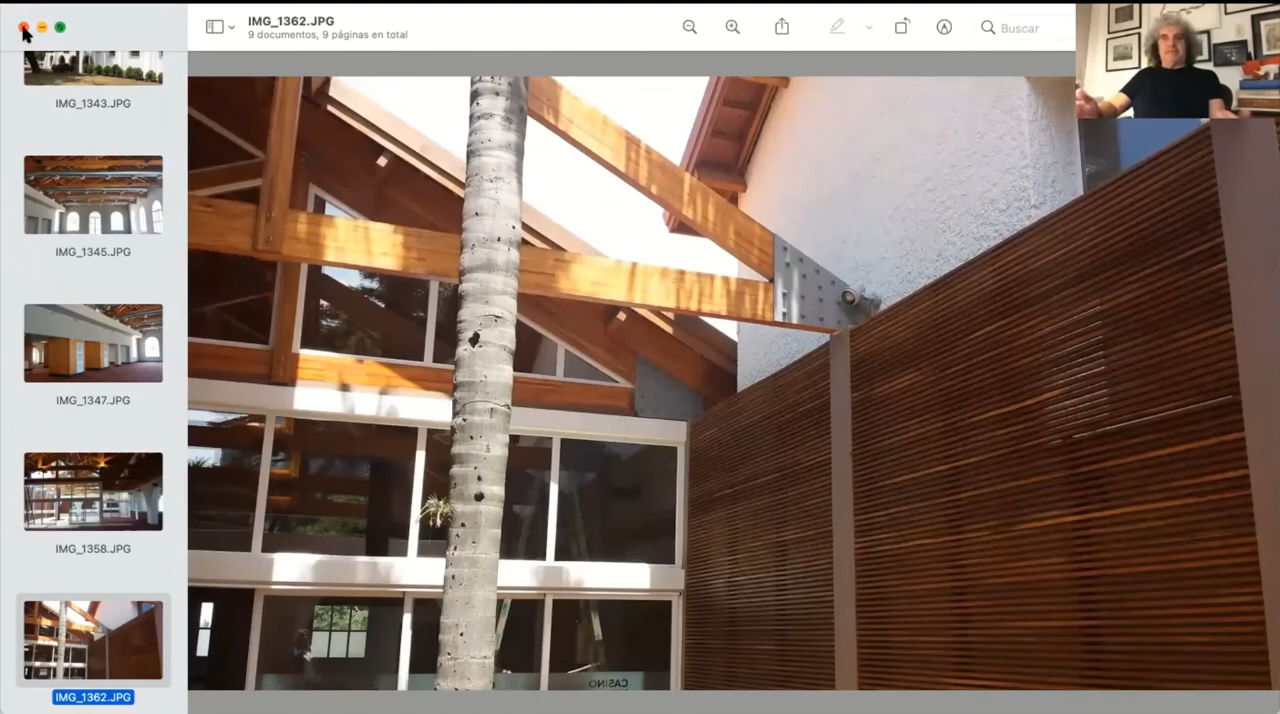 IMG_1362.JPG
9 documentos, 9 páginas en total
Buscar
IMG_1343.JPG
IMG_1345.JPG
IMG_1347.JPG
IMG_1358.JPG
IMG_1362.JPG
CASINO